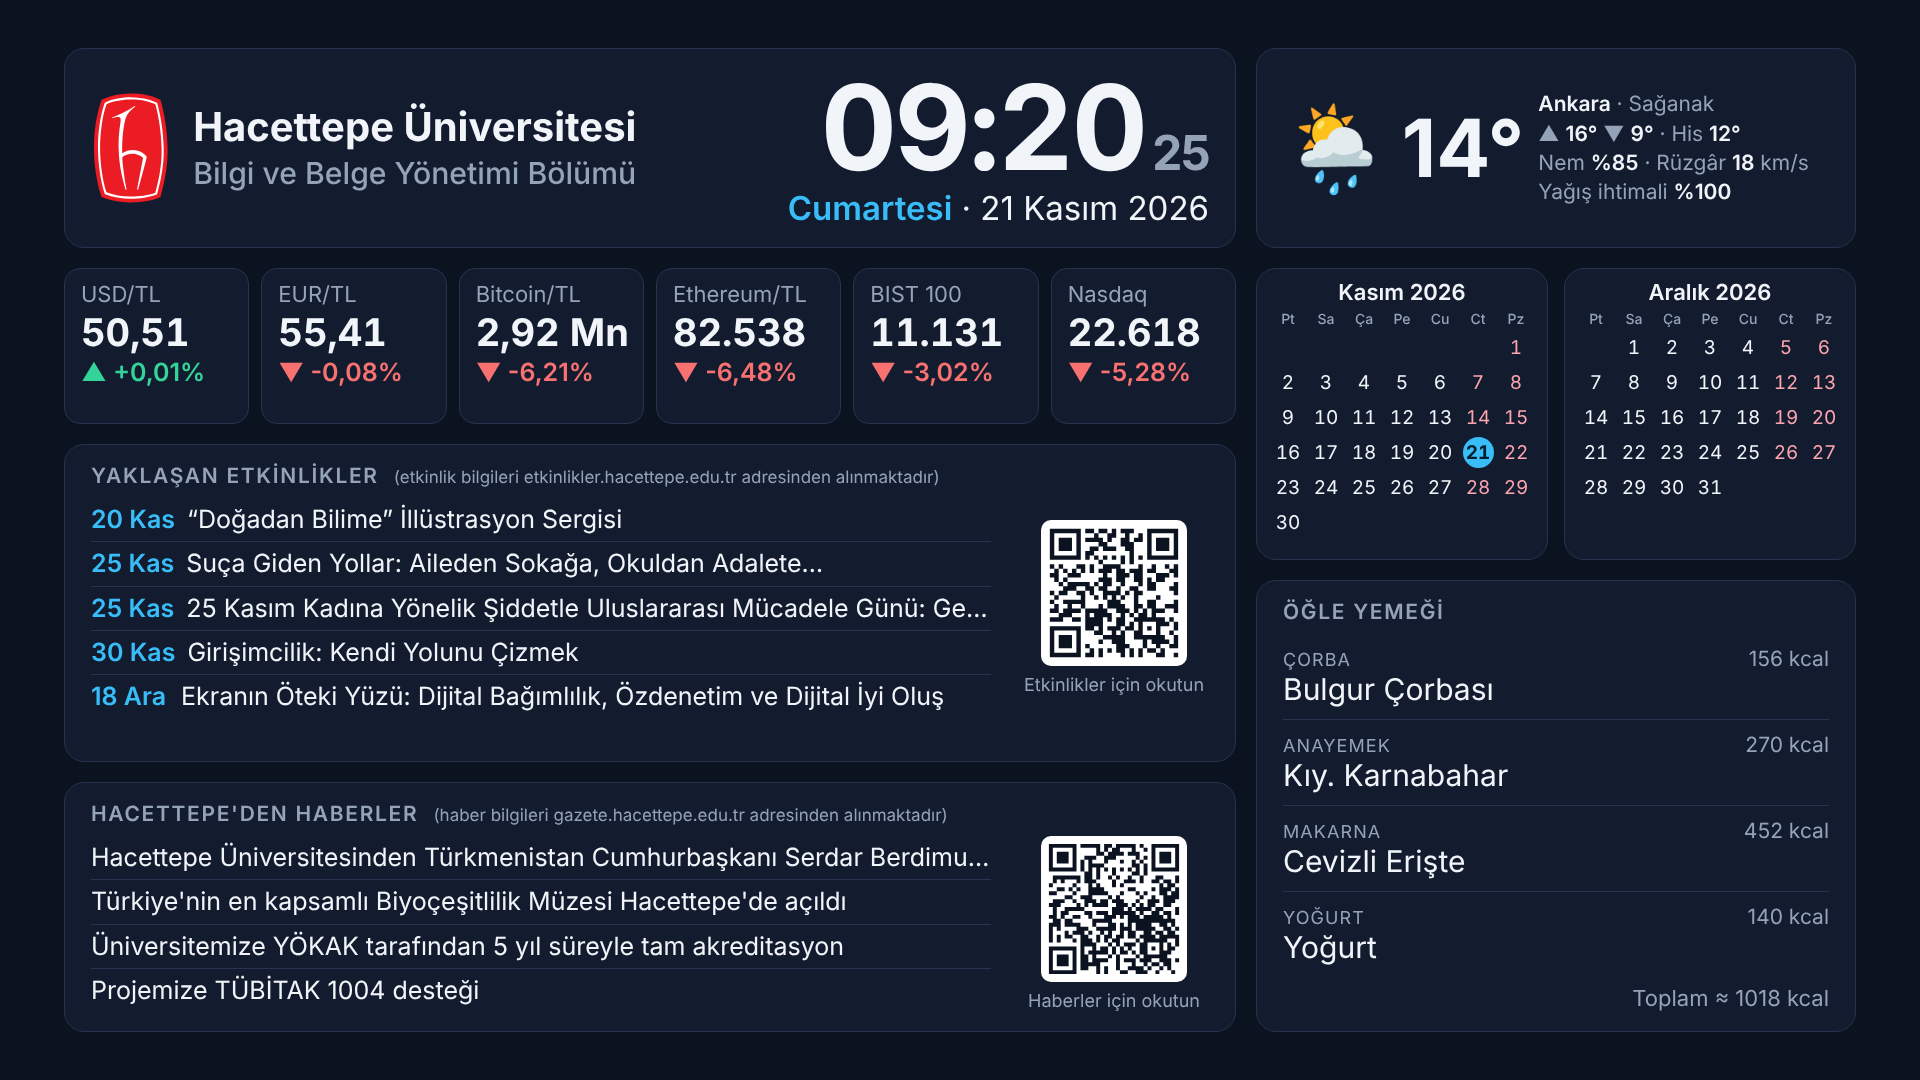 Hacettepe Üniversitesi
Bilgi ve Belge Yönetimi Bölümü
09:20 25
Cumartesi · 21 Kasım 2026
14°
Ankara · Sağanak
▲ 16° ▼ 9° · His 12°
Nem %85 · Rüzgâr 18 km/s
Yağış ihtimali %100
USD/TL
50,51
▲ +0,01%
EUR/TL
55,41
▼ -0,08%
Bitcoin/TL
2,92 Mn
▼ -6,21%
Ethereum/TL
82.538
▼ -6,48%
BIST 100
11.131
▼ -3,02%
Nasdaq
22.618
▼ -5,28%
Kasım 2026
Pt Sa Ça Pe Cu Ct Pz
1
2 3 4 5 6 7 8
9 10 11 12 13 14 15
16 17 18 19 20 21 22
23 24 25 26 27 28 29
30
Aralık 2026
Pt Sa Ça Pe Cu Ct Pz
1 2 3 4 5 6
7 8 9 10 11 12 13
14 15 16 17 18 19 20
21 22 23 24 25 26 27
28 29 30 31
YAKLAŞAN ETKİNLİKLER (etkinlik bilgileri etkinlikler.hacettepe.edu.tr adresinden alınmaktadır)
20 Kas “Doğadan Bilime” İllüstrasyon Sergisi
25 Kas Suça Giden Yollar: Aileden Sokağa, Okuldan Adalete...
25 Kas 25 Kasım Kadına Yönelik Şiddetle Uluslararası Mücadele Günü: Ge...
30 Kas Girişimcilik: Kendi Yolunu Çizmek
18 Ara Ekranın Öteki Yüzü: Dijital Bağımlılık, Özdenetim ve Dijital İyi Oluş
Etkinlikler için okutun
HACETTEPE'DEN HABERLER (haber bilgileri gazete.hacettepe.edu.tr adresinden alınmaktadır)
Hacettepe Üniversitesinden Türkmenistan Cumhurbaşkanı Serdar Berdimu...
Türkiye'nin en kapsamlı Biyoçeşitlilik Müzesi Hacettepe'de açıldı
Üniversitemize YÖKAK tarafından 5 yıl süreyle tam akreditasyon
Projemize TÜBİTAK 1004 desteği
Haberler için okutun
ÖĞLE YEMEĞİ
ÇORBA 156 kcal
Bulgur Çorbası
ANAYEMEK 270 kcal
Kıy. Karnabahar
MAKARNA 452 kcal
Cevizli Erişte
YOĞURT 140 kcal
Yoğurt
Toplam ≈ 1018 kcal